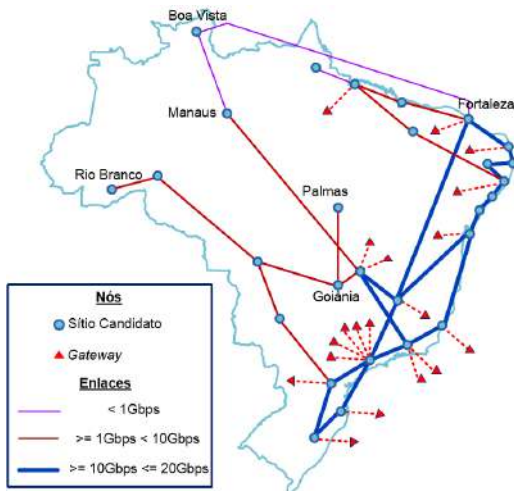 Boa Vista
Manaus
Fortaleza
Rio Branco
Palmas
Goiânia
Nós
Sítio Candidato
Gateway
Enlaces
< 1Gbps
>= 1Gbps < 10Gbps
>= 10Gbps <= 20Gbps